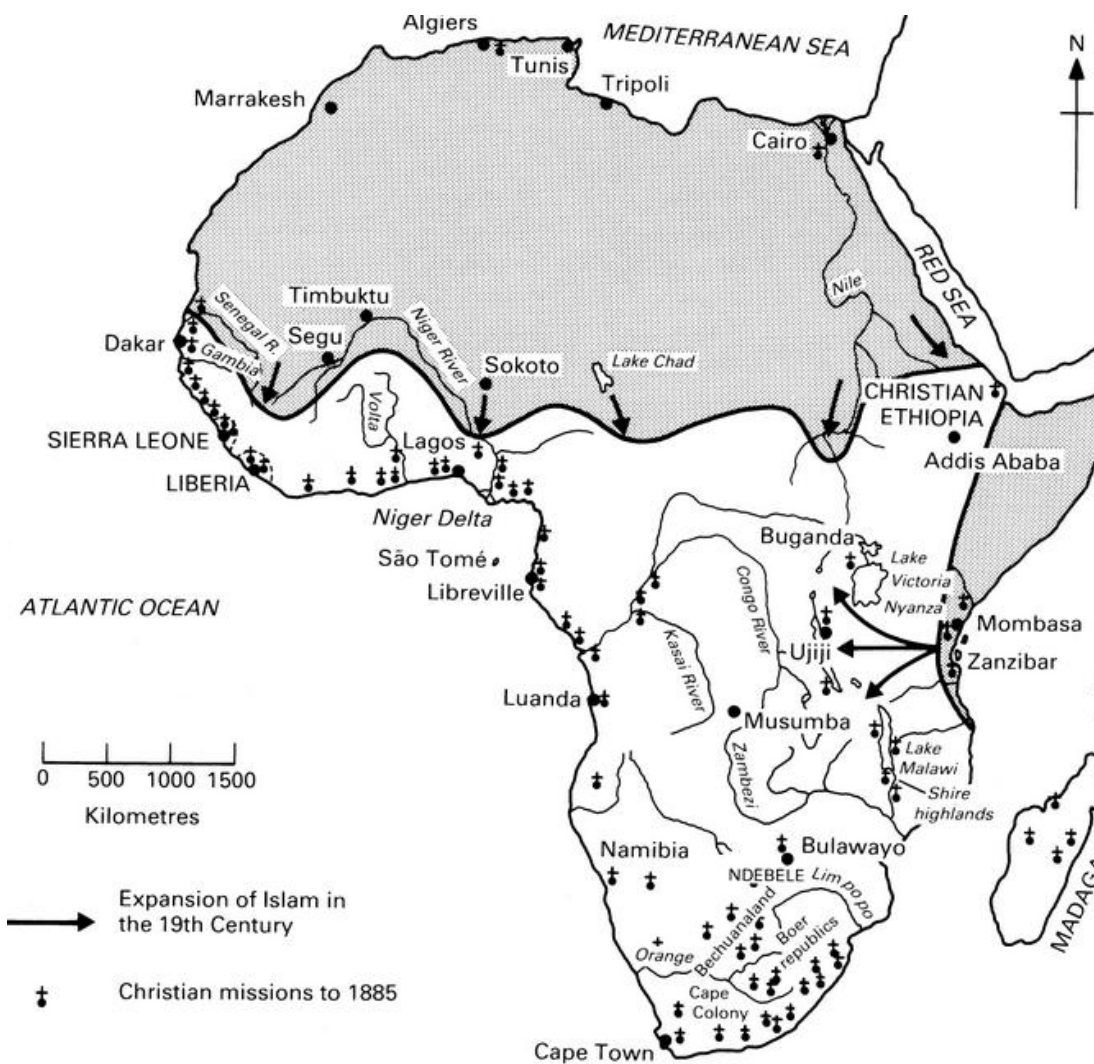 Algiers
MEDITERRANEAN SEA
N
Tunis
Marrakesh
Tripoli
Cairo
RED SEA
Nile
Timbuktu
Senegal R.
Segu
Niger River
Dakar
Gambia
Sokoto
Lake Chad
CHRISTIAN
ETHIOPIA
Volta
Lagos
SIERRA LEONE
Addis Ababa
LIBERIA
Niger Delta
Buganda
São Tomé
Lake
Victoria
Nyanza
Libreville
ATLANTIC OCEAN
Congo River
Mombasa
Kasai River
Ujiji
Zanzibar
Luanda
Musumba
Lake
Malawi
Zambezi
Shire
highlands
0 500 1000 1500
Kilometres
Namibia
Bulawayo
NDEBELE
Limpopo
MADAGA
Expansion of Islam in
the 19th Century
Bechuanaland
Boer
republics
Orange
Christian missions to 1885
Cape
Colony
Cape Town